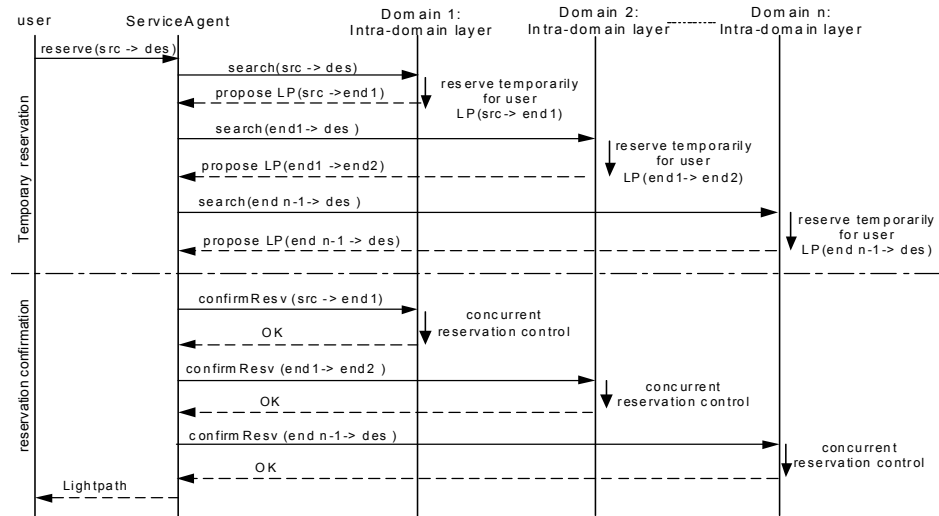 user
ServiceAgent
Domain 1:
Intra-domain layer
Domain 2:
Intra-domain layer
Domain n:
Intra-domain layer
reserve(src -> des)
search(src -> des)
propose LP(src ->end1)
reserve temporarily
for user
LP(src-> end1)
search(end1-> des )
propose LP(end1 ->end2)
reserve temporarily
for user
LP(end1-> end2)
search(end n-1-> des )
propose LP(end n-1 -> des)
reserve temporarily
for user
LP(end n-1-> des)
Temporary reservation
confirmResv (src -> end1)
OK
concurrent
reservation control
confirmResv (end1-> end2 )
OK
concurrent
reservation control
confirmResv (end n-1-> des )
OK
concurrent
reservation control
Lightpath
reservation confirmation